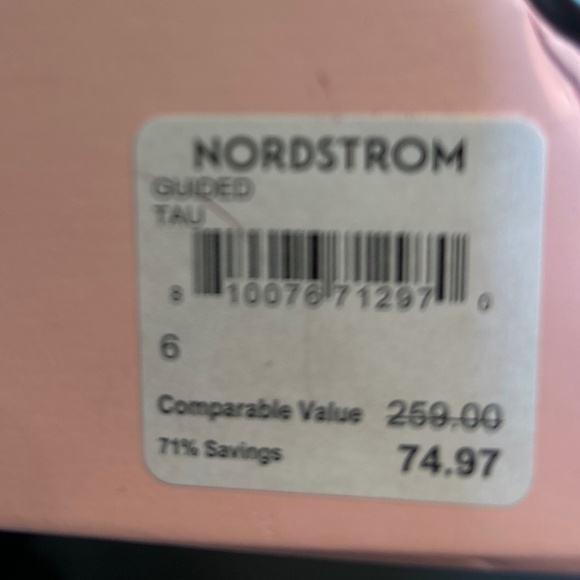 NORDSTROM
GUIDED
TAU
8 10076 71297 0
6
Comparable Value 259.00
71% Savings 74.97